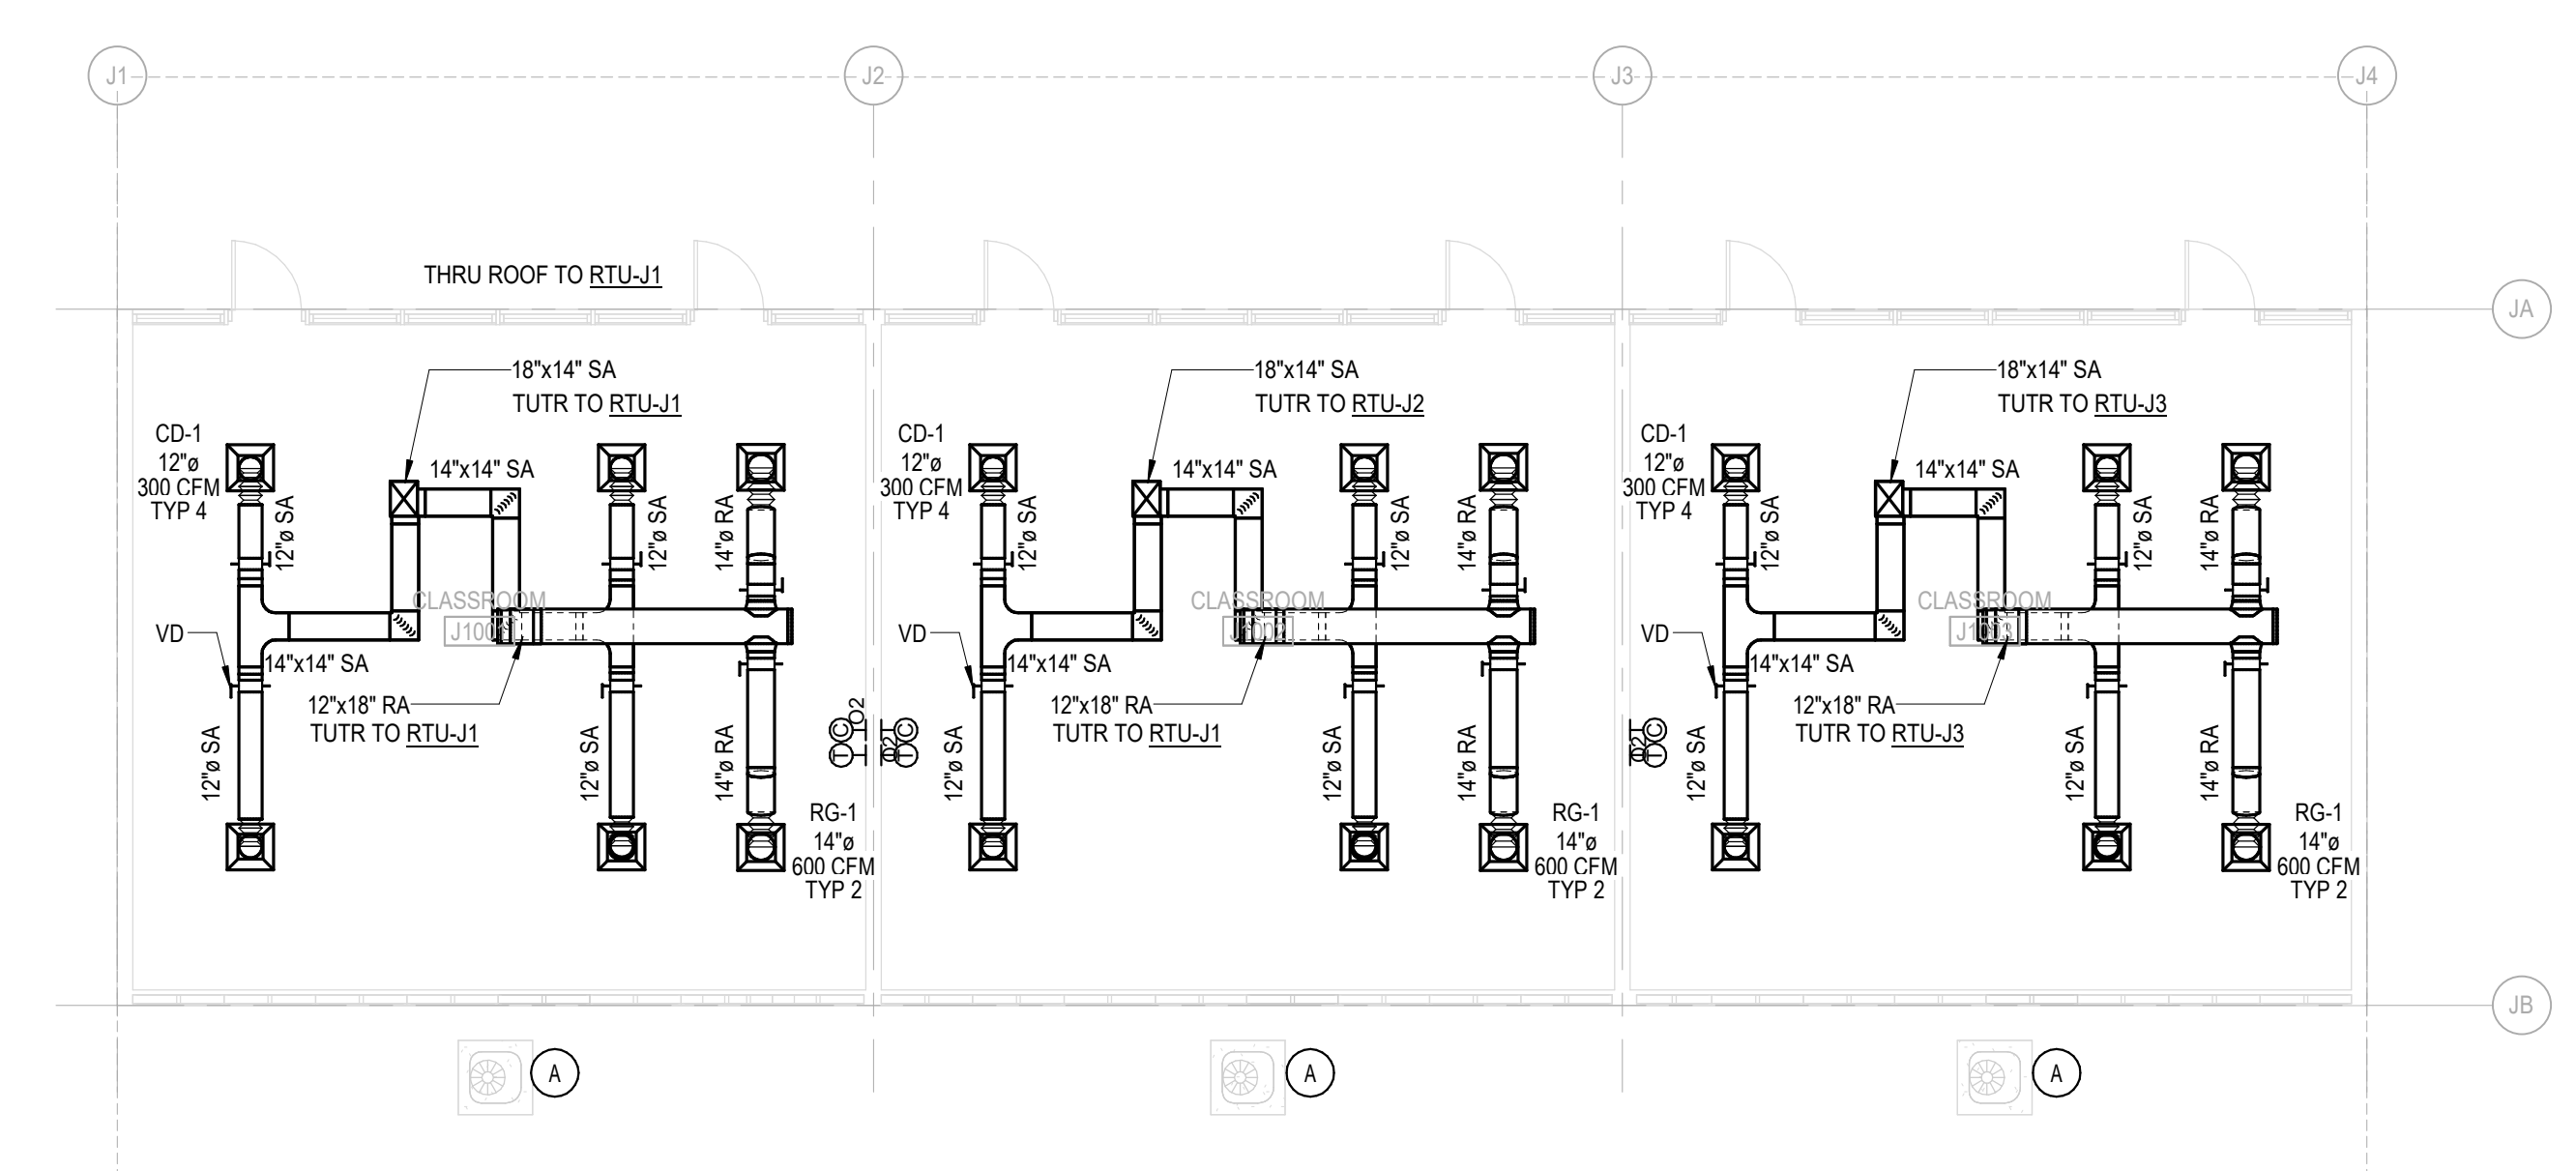 J1
J2
J3
J4
THRU ROOF TO RTU-J1
JA
18"x14" SA
TUTR TO RTU-J1
CD-1
12"ø
300 CFM
TYP 4
14"x14" SA
12"ø SA
12"ø SA
14"ø RA
CLASSROOM
J1001
VD
14"x14" SA
12"x18" RA
TUTR TO RTU-J1
12"ø SA
12"ø SA
14"ø RA
RG-1
14"ø
600 CFM
TYP 2
TC
CO2
T
18"x14" SA
TUTR TO RTU-J2
CD-1
12"ø
300 CFM
TYP 4
14"x14" SA
12"ø SA
12"ø SA
14"ø RA
CLASSROOM
J1002
VD
14"x14" SA
12"x18" RA
TUTR TO RTU-J1
TC
12"ø SA
12"ø SA
14"ø RA
RG-1
14"ø
600 CFM
TYP 2
18"x14" SA
TUTR TO RTU-J3
CD-1
12"ø
300 CFM
TYP 4
14"x14" SA
12"ø SA
12"ø SA
14"ø RA
CLASSROOM
J1003
VD
14"x14" SA
12"x18" RA
TUTR TO RTU-J3
TC
12"ø SA
12"ø SA
14"ø RA
RG-1
14"ø
600 CFM
TYP 2
JB
A
A
A